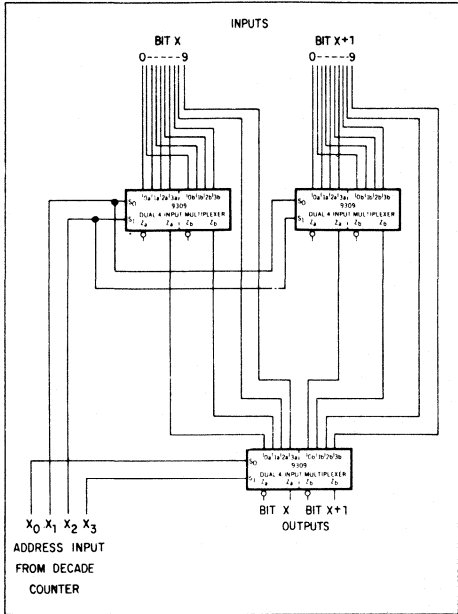 INPUTS
BIT X BIT X+1
0-----9 0-----9
I0a I1a I2a I3a I0b I1b I2b I3b I0a I1a I2a I3a I0b I1b I2b I3b
S0 9309 S0 9309
S1 DUAL 4 INPUT MULTIPLEXER S1 DUAL 4 INPUT MULTIPLEXER
Za Za Zb Zb Za Za Zb Zb
I0a I1a I2a I3a I0b I1b I2b I3b
S0 9309
S1 DUAL 4 INPUT MULTIPLEXER
Za Za Zb Zb
X0 X1 X2 X3 BIT X BIT X+1
ADDRESS INPUT OUTPUTS
FROM DECADE
COUNTER